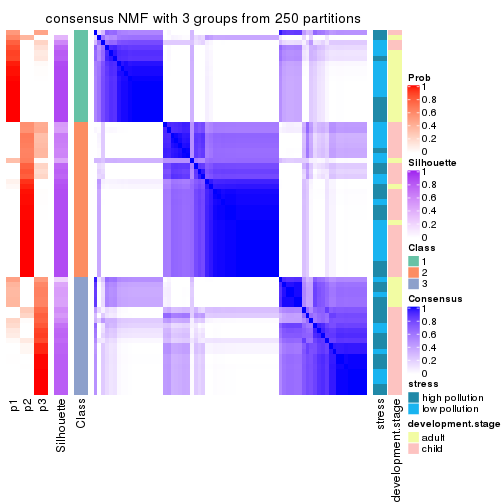 consensus NMF with 3 groups from 250 partitions
Prob
1
0.8
0.6
0.4
0.2
0
Silhouette
1
0.8
0.6
0.4
0.2
0
Class
1
2
3
Consensus
1
0.8
0.6
0.4
0.2
0
stress
high pollution
low pollution
development.stage
adult
child
p1
p2
p3
Silhouette
Class
stress
development.stage